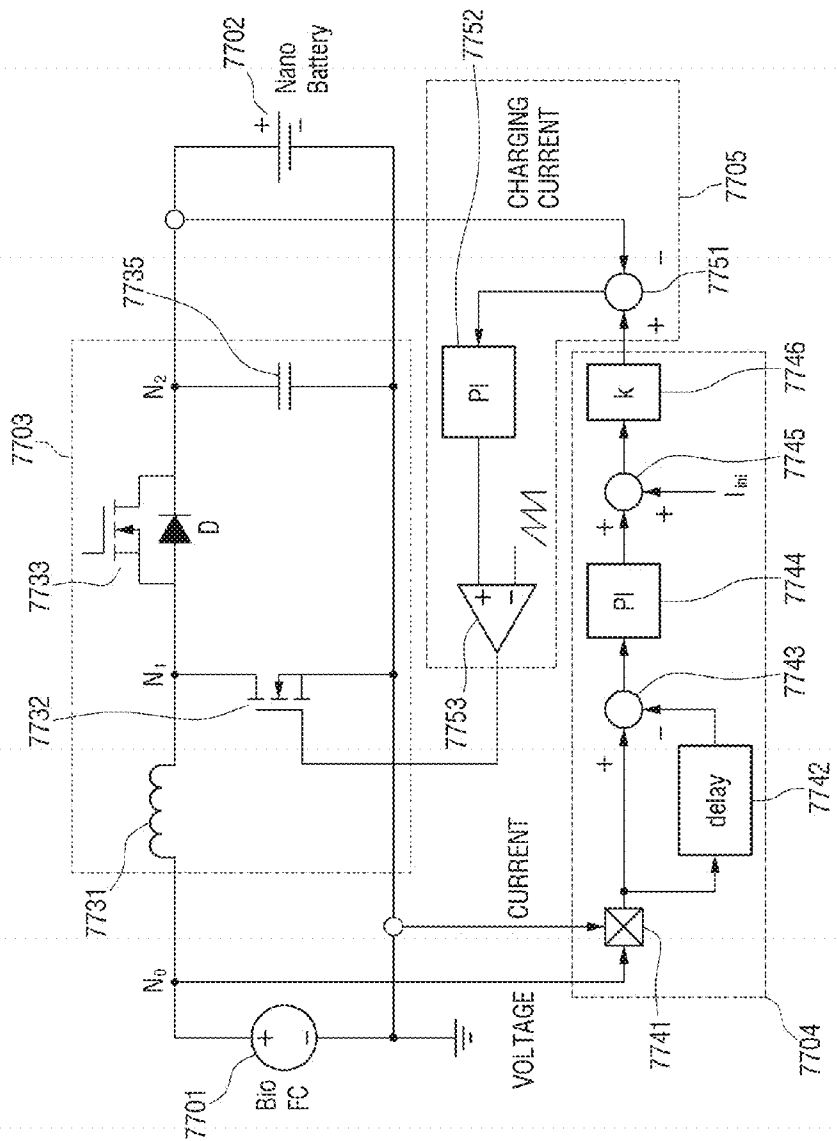 7701
Bio
FC
+
−
N₀
7731
7703
N₁
7732
7733
D
N₂
7735
7702
+
−
Nano
Battery
VOLTAGE
CURRENT
7753
+
−
PI
7752
CHARGING
CURRENT
7705
7704
7741
delay
7742
+
−
7743
PI
7744
+
+
Iini
7745
k
7746
+
−
7751